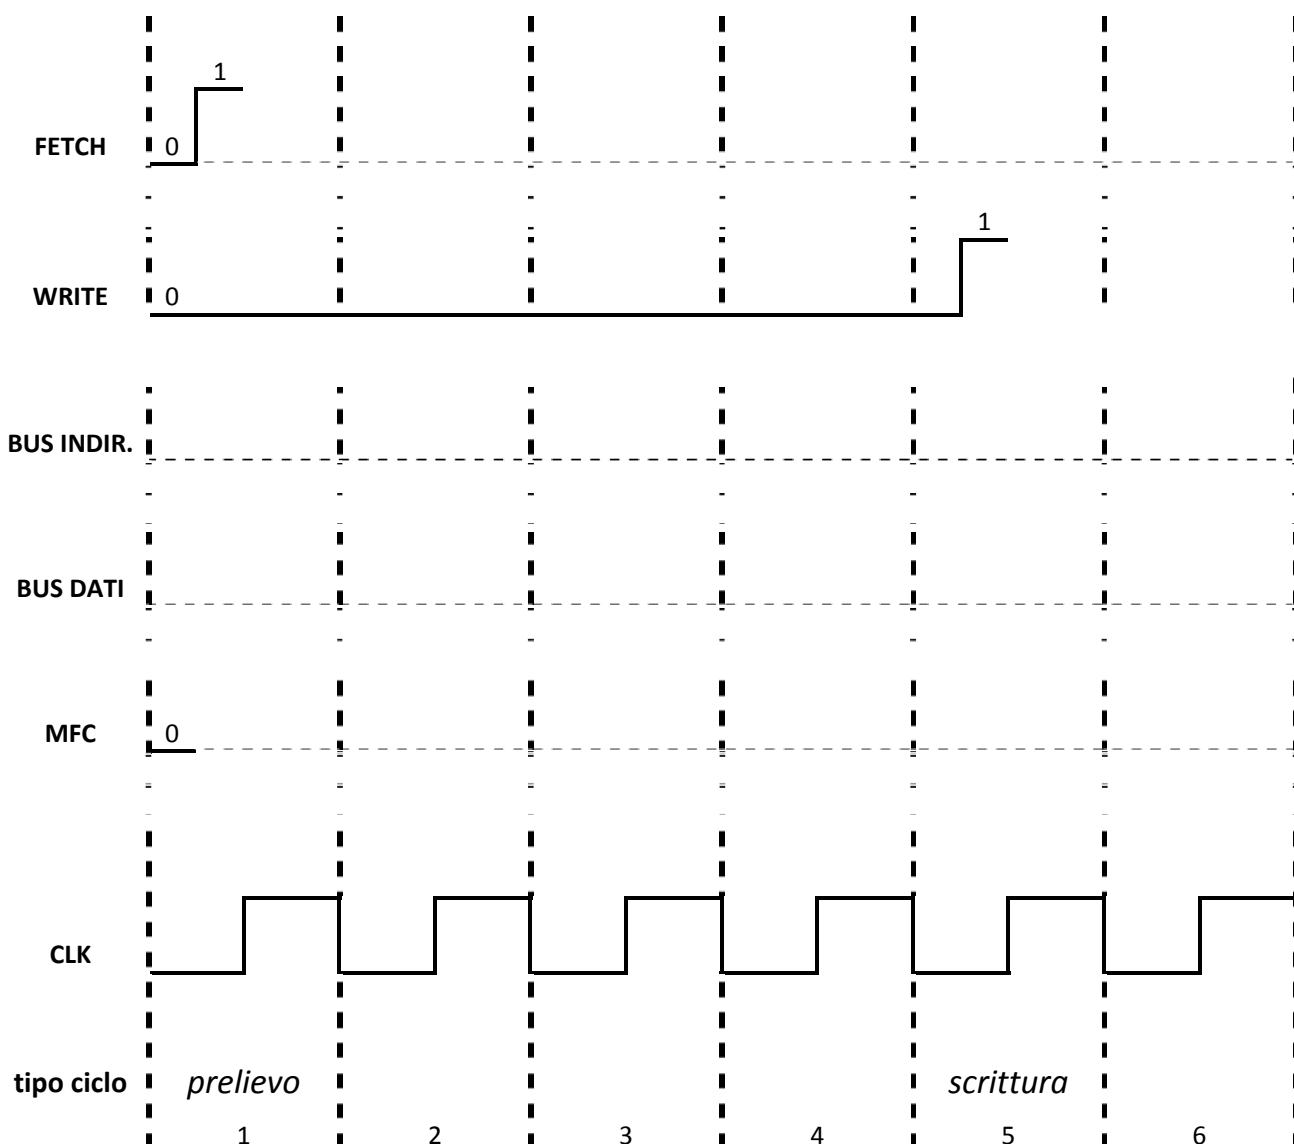 1
FETCH 0
1
WRITE 0
BUS INDIR.
BUS DATI
MFC 0
CLK
tipo ciclo prelievo scrittura
1 2 3 4 5 6